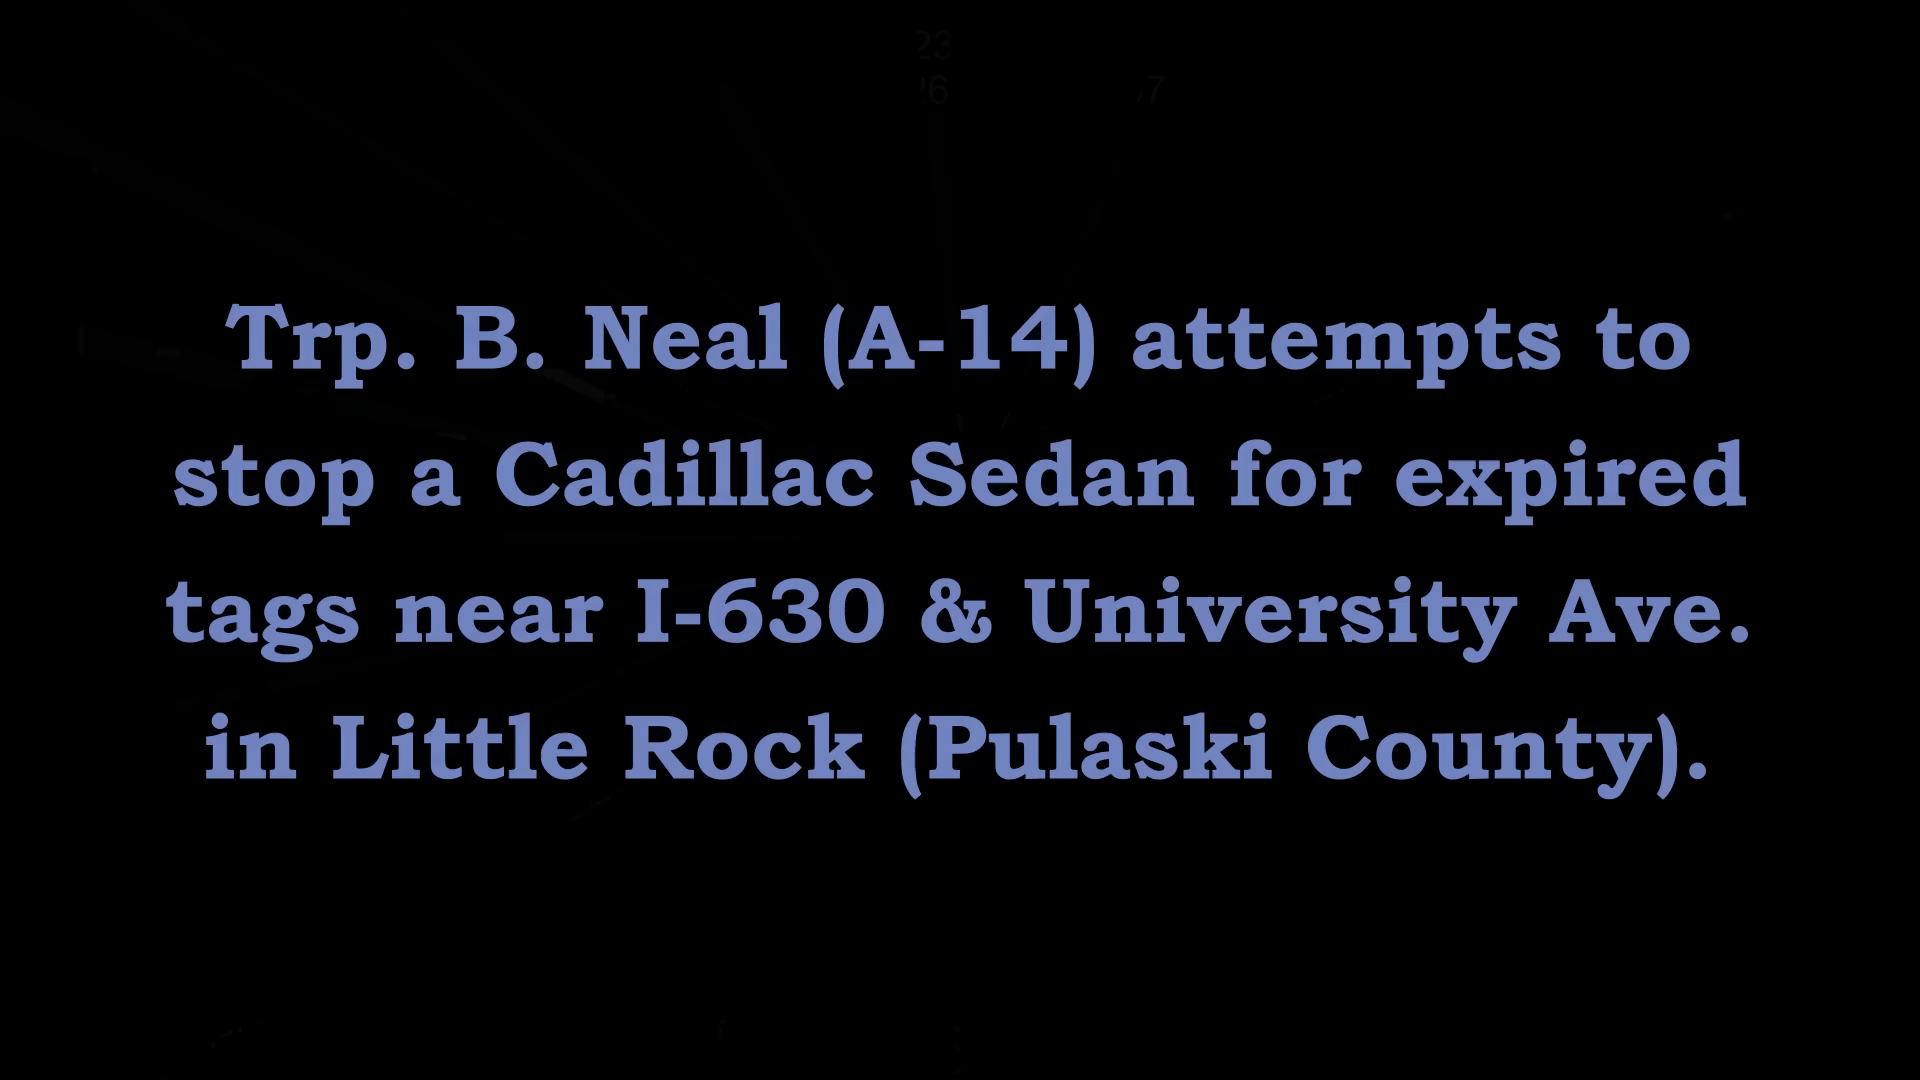 Trp. B. Neal (A-14) attempts to
stop a Cadillac Sedan for expired
tags near I-630 & University Ave.
in Little Rock (Pulaski County).